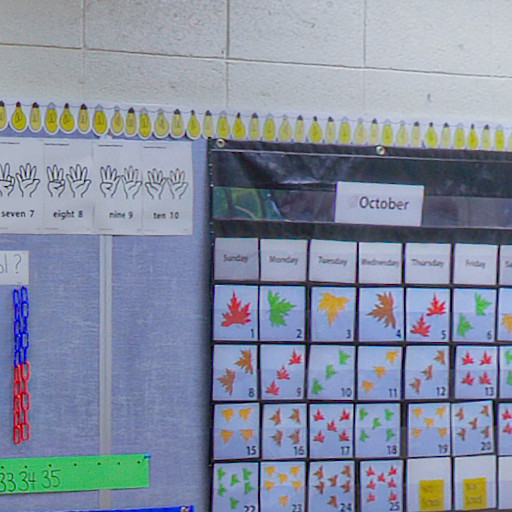 seven 7 eight 8 nine 9 ten 10
October
Sunday Monday Tuesday Wednesday Thursday Friday
1 2 3 4 5 6
8 9 10 11 12 13
15 16 17 18 19 20
22 23 24 25
?
33 34 35